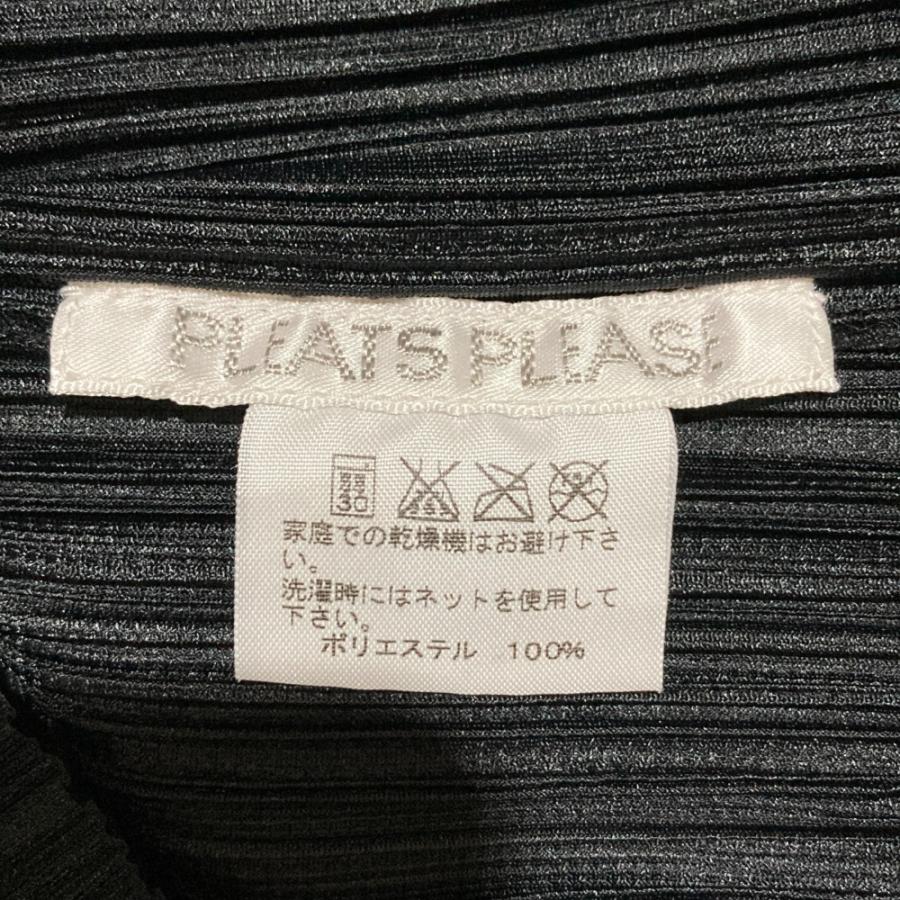 PLEATS PLEASE
弱
30
家庭での乾燥機はお避け下さ
い。
洗濯時にはネットを使用して
下さい。
ポリエステル 100%